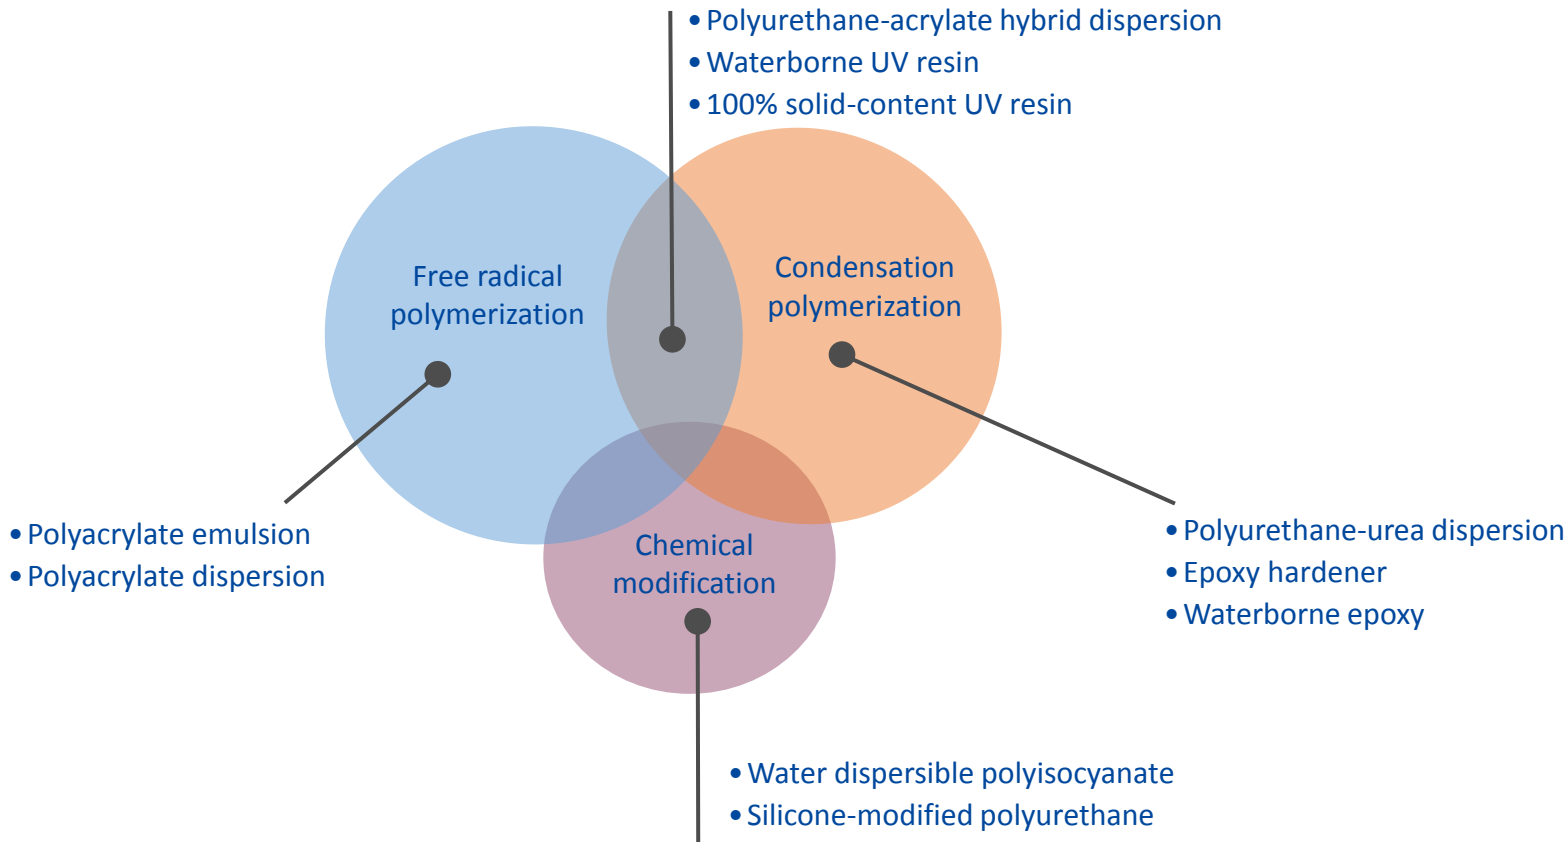 • Polyurethane-acrylate hybrid dispersion
• Waterborne UV resin
• 100% solid-content UV resin
Free radical
polymerization
Condensation
polymerization
• Polyacrylate emulsion
• Polyacrylate dispersion
Chemical
modification
• Polyurethane-urea dispersion
• Epoxy hardener
• Waterborne epoxy
• Water dispersible polyisocyanate
• Silicone-modified polyurethane